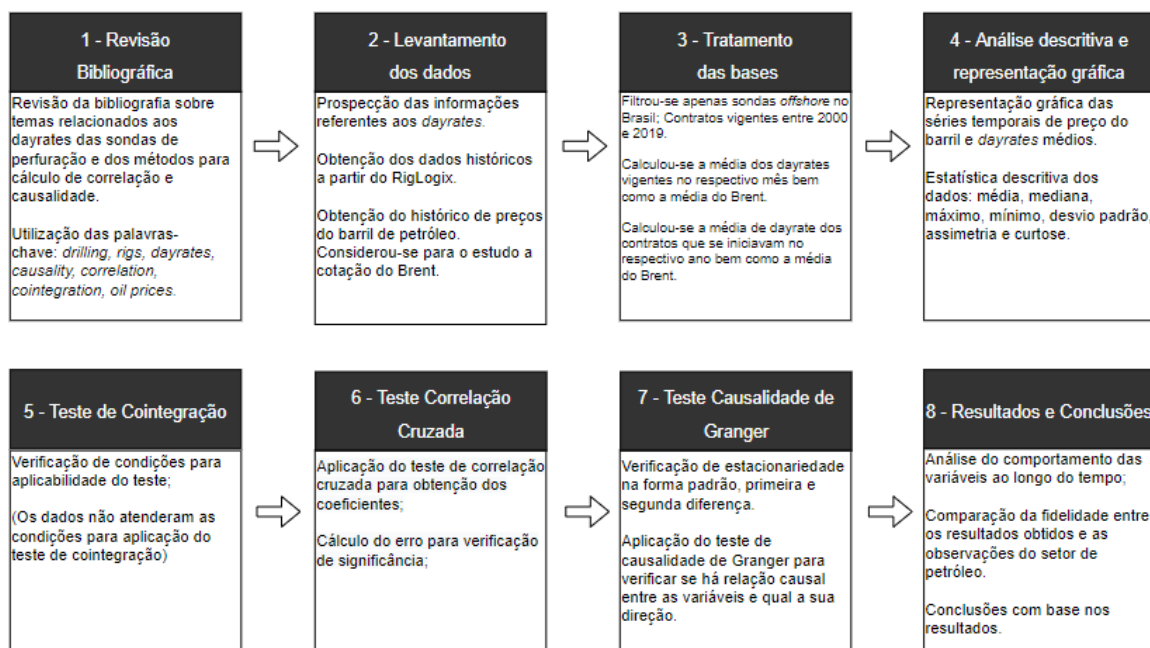 1 - Revisão
Bibliográfica
Revisão da bibliografia sobre
temas relacionados aos
dayrates das sondas de
perfuração e dos métodos para
cálculo de correlação e
causalidade.
Utilização das palavras-
chave: drilling, rigs, dayrates,
causality, correlation,
cointegration, oil prices.
2 - Levantamento
dos dados
Prospecção das informações
referentes aos dayrates.
Obtenção dos dados históricos
a partir do RigLogix.
Obtenção do histórico de preços
do barril de petróleo.
Considerou-se para o estudo a
cotação do Brent.
3 - Tratamento
das bases
Filtrou-se apenas sondas offshore no
Brasil; Contratos vigentes entre 2000
e 2019.
Calculou-se a média dos dayrates
vigentes no respectivo mês bem
como a média do Brent.
Calculou-se a média de dayrate dos
contratos que se iniciavam no
respectivo ano bem como a média
do Brent.
4 - Análise descritiva e
representação gráfica
Representação gráfica das
séries temporais de preço do
barril e dayrates médios.
Estatística descritiva dos
dados: média, mediana,
máximo, mínimo, desvio padrão,
assimetria e curtose.
5 - Teste de Cointegração
Verificação de condições para
aplicabilidade do teste;
(Os dados não atenderam as
condições para aplicação do
teste de cointegração)
6 - Teste Correlação
Cruzada
Aplicação do teste de correlação
cruzada para obtenção dos
coeficientes;
Cálculo do erro para verificação
de significância;
7 - Teste Causalidade de
Granger
Verificação de estacionariedade
na forma padrão, primeira e
segunda diferença.
Aplicação do teste de
causalidade de Granger para
verificar se há relação causal
entre as variáveis e qual a sua
direção.
8 - Resultados e Conclusões
Análise do comportamento das
variáveis ao longo do tempo;
Comparação da fidelidade entre
os resultados obtidos e as
observações do setor de
petróleo.
Conclusões com base nos
resultados.